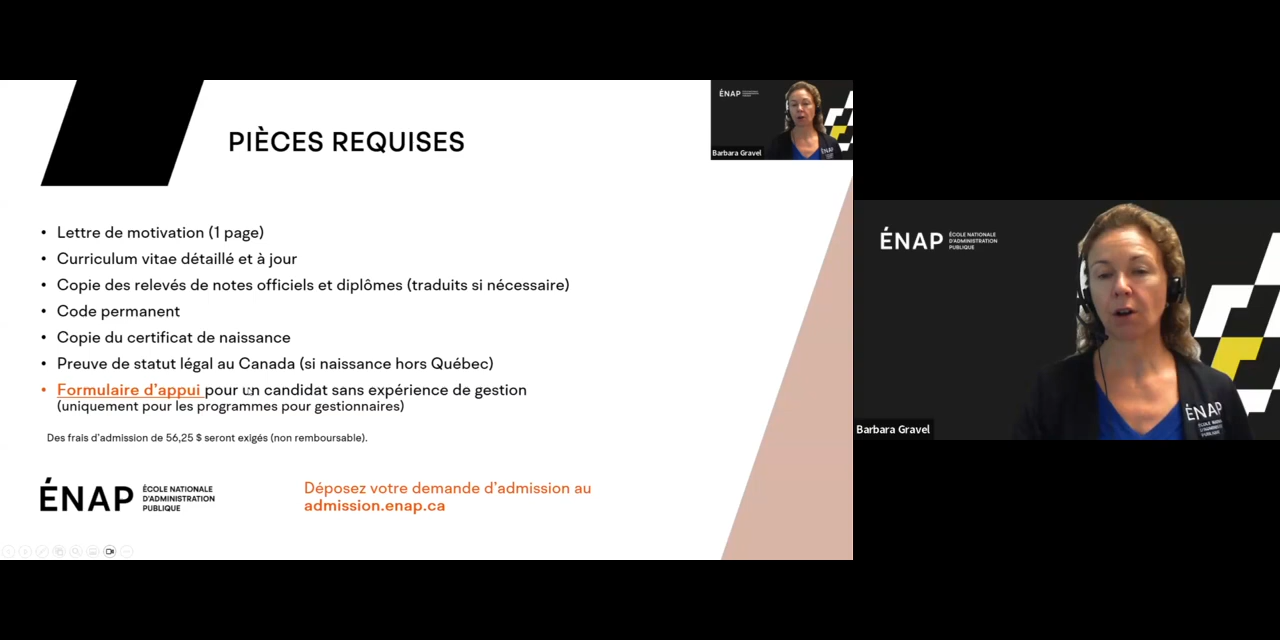 PIÈCES REQUISES
ÉNAP
Barbara Gravel
• Lettre de motivation (1 page)
• Curriculum vitae détaillé et à jour
• Copie des relevés de notes officiels et diplômes (traduits si nécessaire)
• Code permanent
• Copie du certificat de naissance
• Preuve de statut légal au Canada (si naissance hors Québec)
• Formulaire d'appui pour un candidat sans expérience de gestion
(uniquement pour les programmes pour gestionnaires)
Des frais d'admission de 56,25 $ seront exigés (non remboursable).
ÉNAP
ÉCOLE NATIONALE
D'ADMINISTRATION
PUBLIQUE
Déposez votre demande d'admission au
admission.enap.ca
ÉNAP
ÉCOLE NATIONALE
D'ADMINISTRATION
PUBLIQUE
ÉNAP
Barbara Gravel